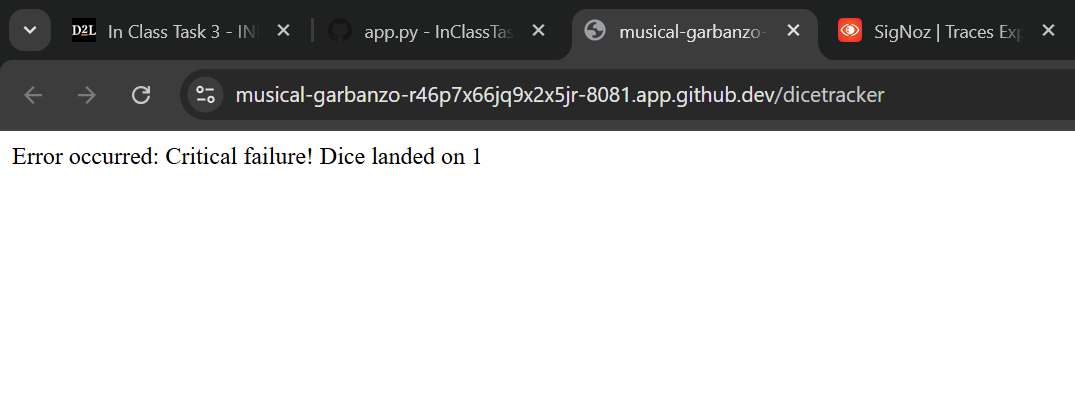 D2L In Class Task 3 - IN
app.py - InClassTas
musical-garbanzo-
SigNoz | Traces Exp
musical-garbanzo-r46p7x66jq9x2x5jr-8081.app.github.dev/dicetracker
Error occurred: Critical failure! Dice landed on 1